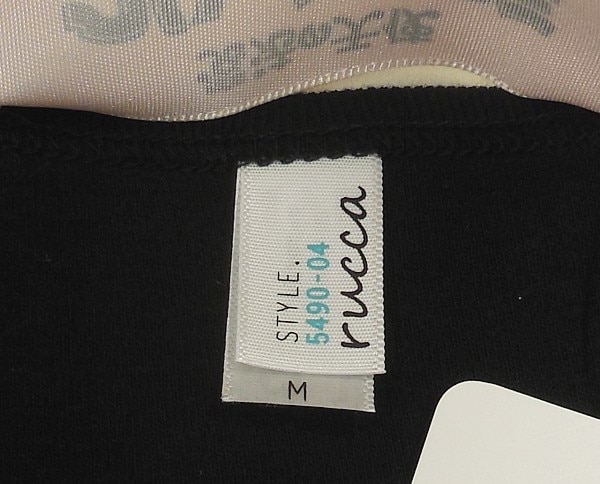 STYLE.
5490-04
rucca
M